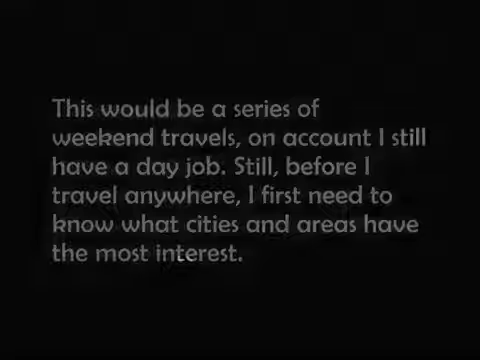 This would be a series of
weekend travels, on account I still
have a day job. Still, before I
travel anywhere, I first need to
know what cities and areas have
the most interest.